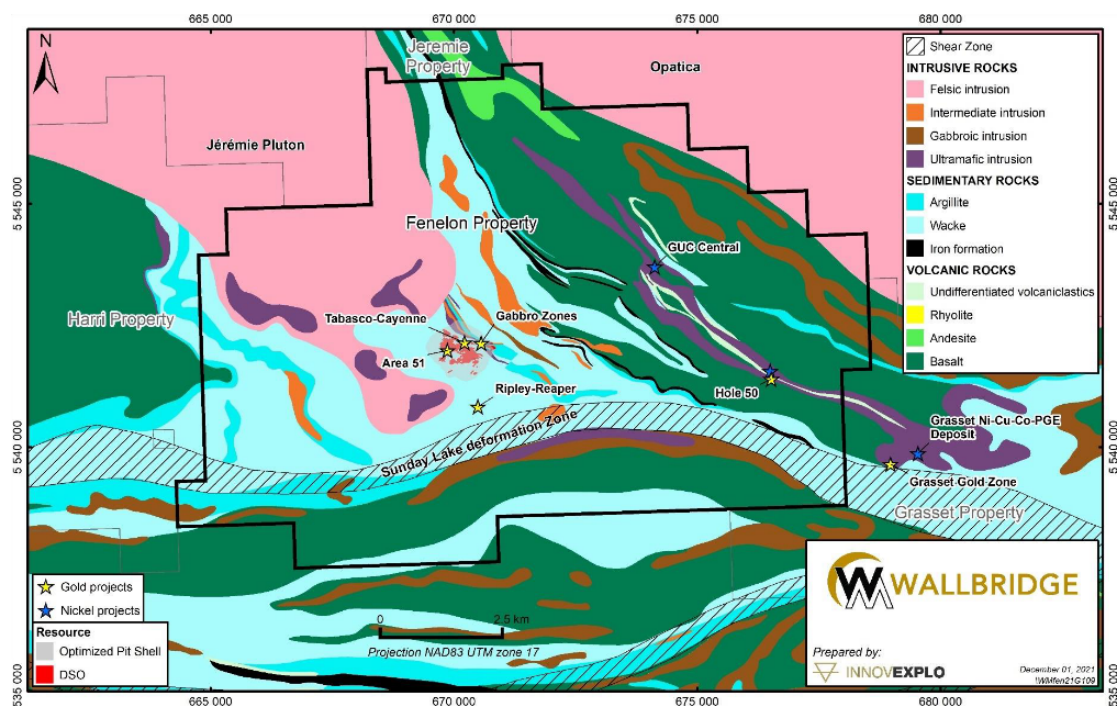 665 000
670 000
675 000
680 000
N
Jeremie
Property
Opatica
Jérémie Pluton
5 545 000
5 545 000
Fenelon Property
GUC Central
Harri Property
Tabasco-Cayenne
Gabbro Zones
Area 51
Ripley-Reaper
Hole 50
Grasset Ni-Cu-Co-PGE
Deposit
5 540 000
5 540 000
Sunday Lake deformation Zone
Grasset Gold Zone
Grasset Property
Shear Zone
INTRUSIVE ROCKS
Felsic intrusion
Intermediate intrusion
Gabbroic intrusion
Ultramafic intrusion
SEDIMENTARY ROCKS
Argillite
Wacke
Iron formation
VOLCANIC ROCKS
Undifferentiated volcaniclastics
Rhyolite
Andesite
Basalt
Gold projects
Nickel projects
Resource
Optimized Pit Shell
DSO
0 2.5 km
Projection NAD83 UTM zone 17
WALLBRIDGE
Prepared by:
INNOVEXPLO
December 01, 2021
!WMfen21G109
5 535 000
5 535 000
665 000
670 000
675 000
680 000